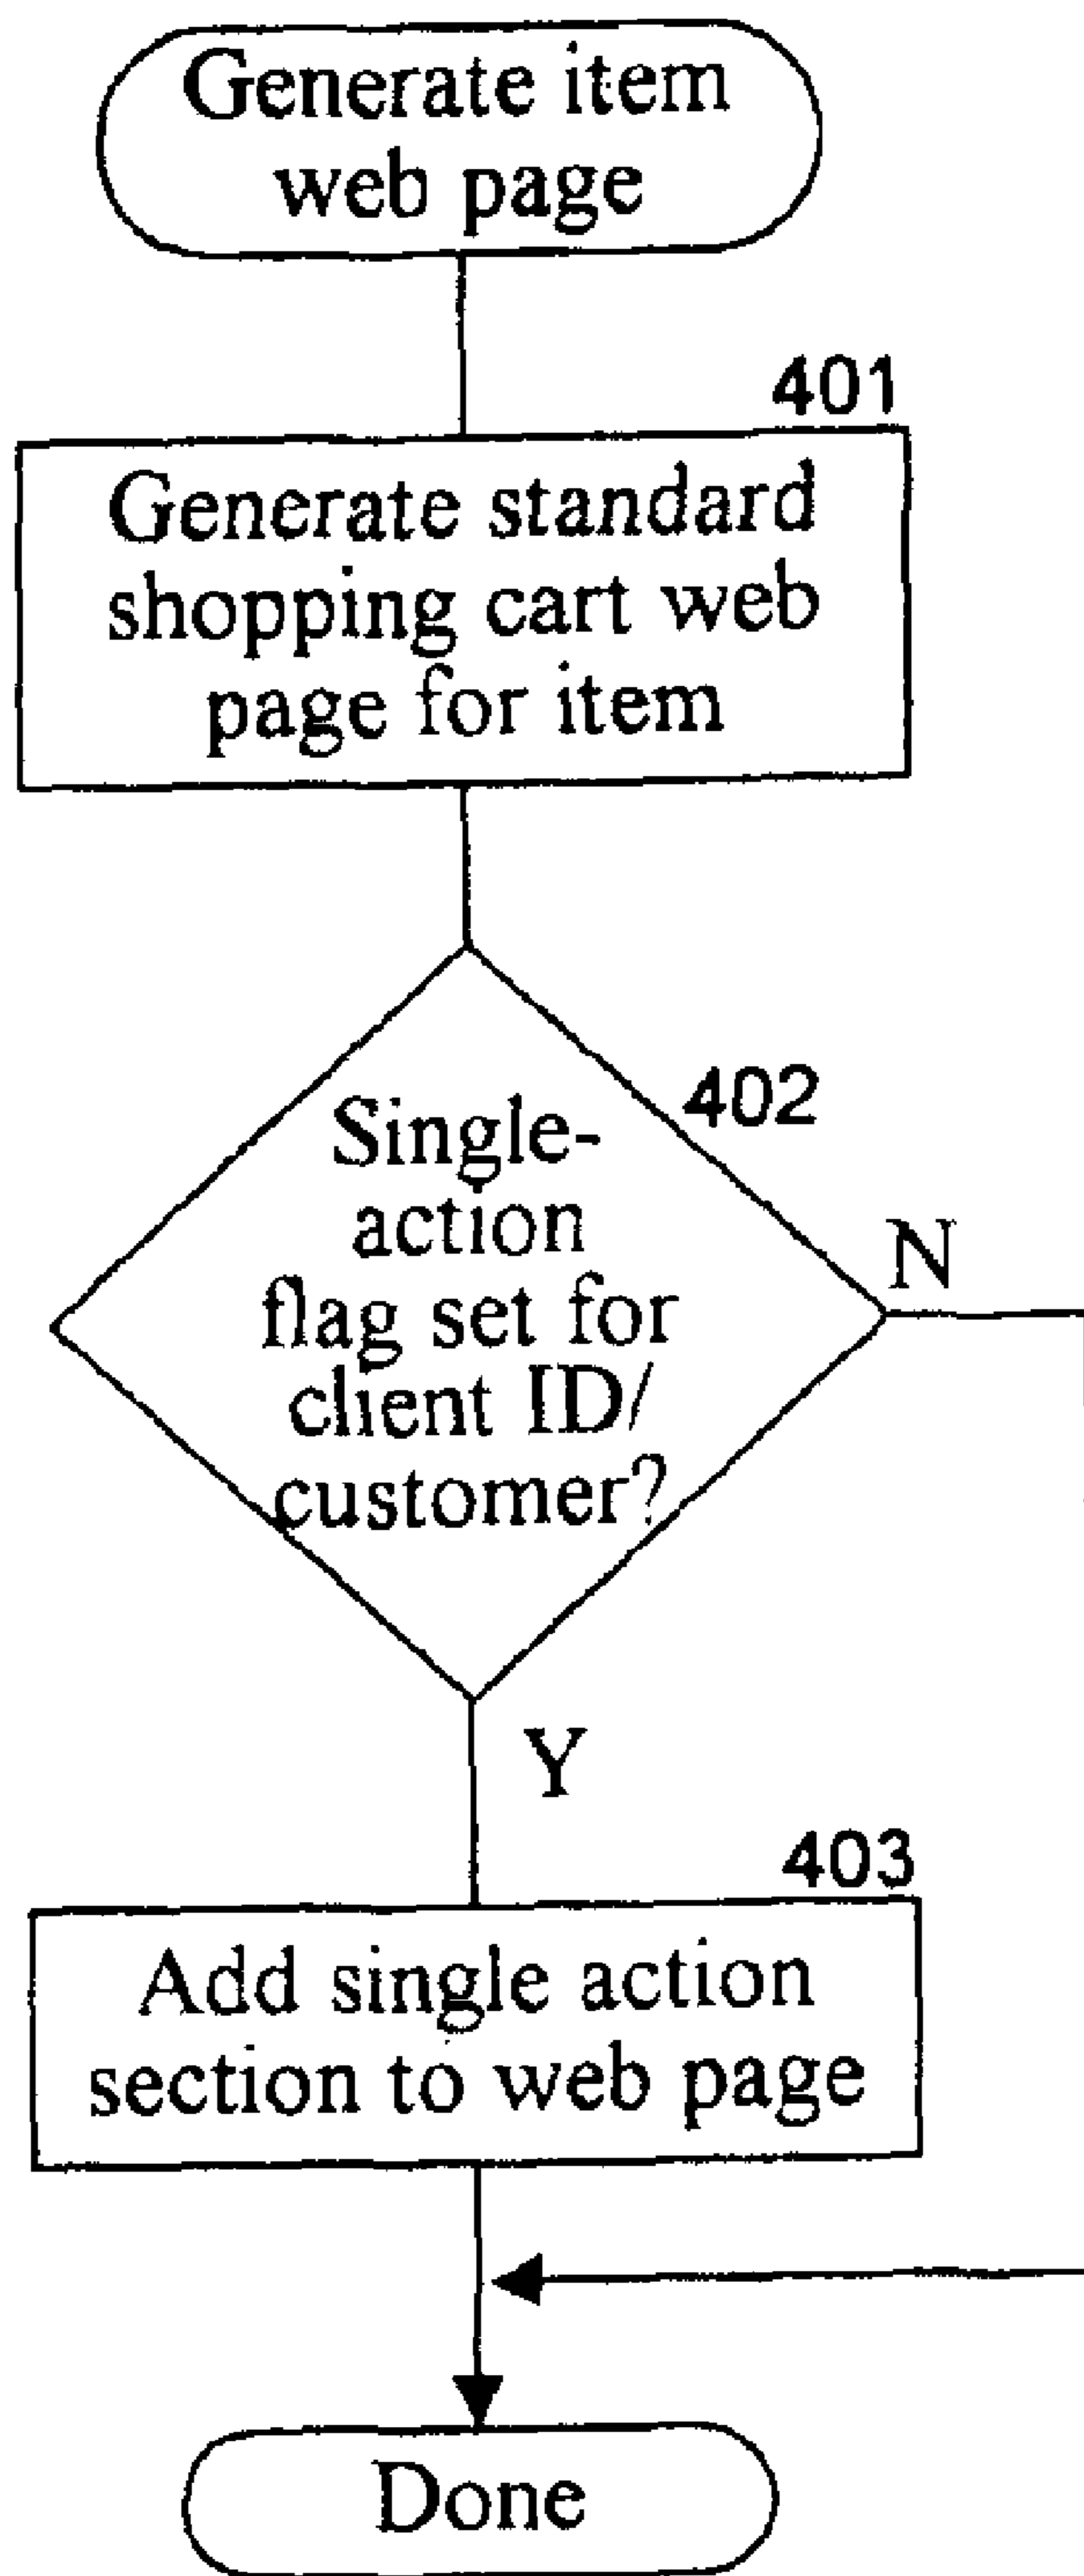 Generate item
web page
401
Generate standard
shopping cart web
page for item
402
Single-
action
flag set for
client ID/
customer?
N
Y
403
Add single action
section to web page
Done